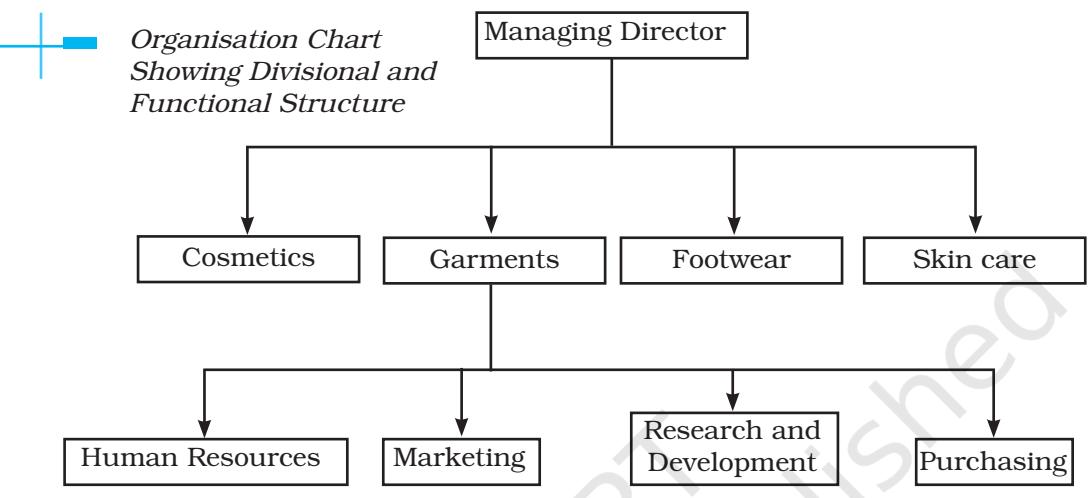 Organisation Chart
Showing Divisional and
Functional Structure
Managing Director
Cosmetics
Garments
Footwear
Skin care
Human Resources
Marketing
Research and
Development
Purchasing